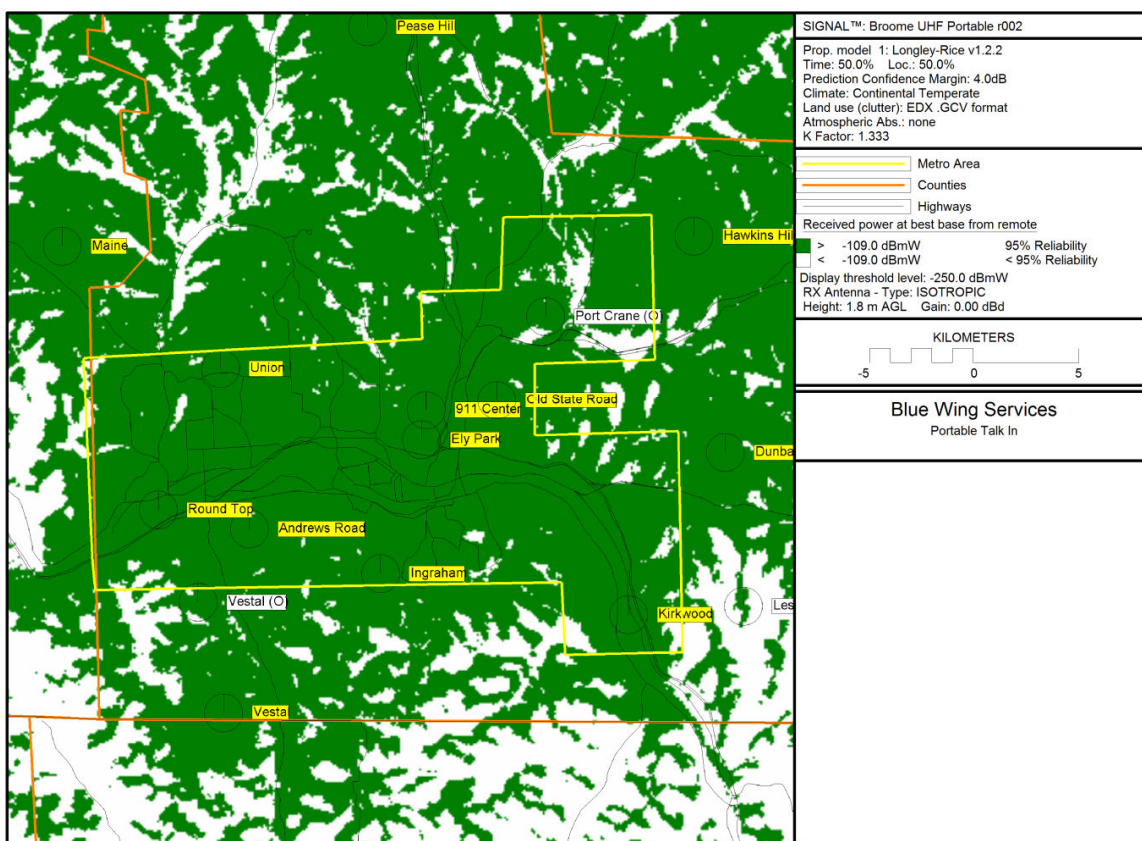 Pease Hill
Maine
Hawkins Hil
Port Crane (O)
Union
911 Center
Old State Road
Ely Park
Dunba
Round Top
Andrews Road
Ingraham
Vestal (O)
Kirkwood
Les
Vesta
SIGNAL™: Broome UHF Portable r002
Prop. model 1: Longley-Rice v1.2.2
Time: 50.0% Loc.: 50.0%
Prediction Confidence Margin: 4.0dB
Climate: Continental Temperate
Land use (clutter): EDX .GCV format
Atmospheric Abs.: none
K Factor: 1.333
Metro Area
Counties
Highways
Received power at best base from remote
> -109.0 dBmW 95% Reliability
< -109.0 dBmW < 95% Reliability
Display threshold level: -250.0 dBmW
RX Antenna - Type: ISOTROPIC
Height: 1.8 m AGL Gain: 0.00 dBd
KILOMETERS
-5 0 5
Blue Wing Services
Portable Talk In